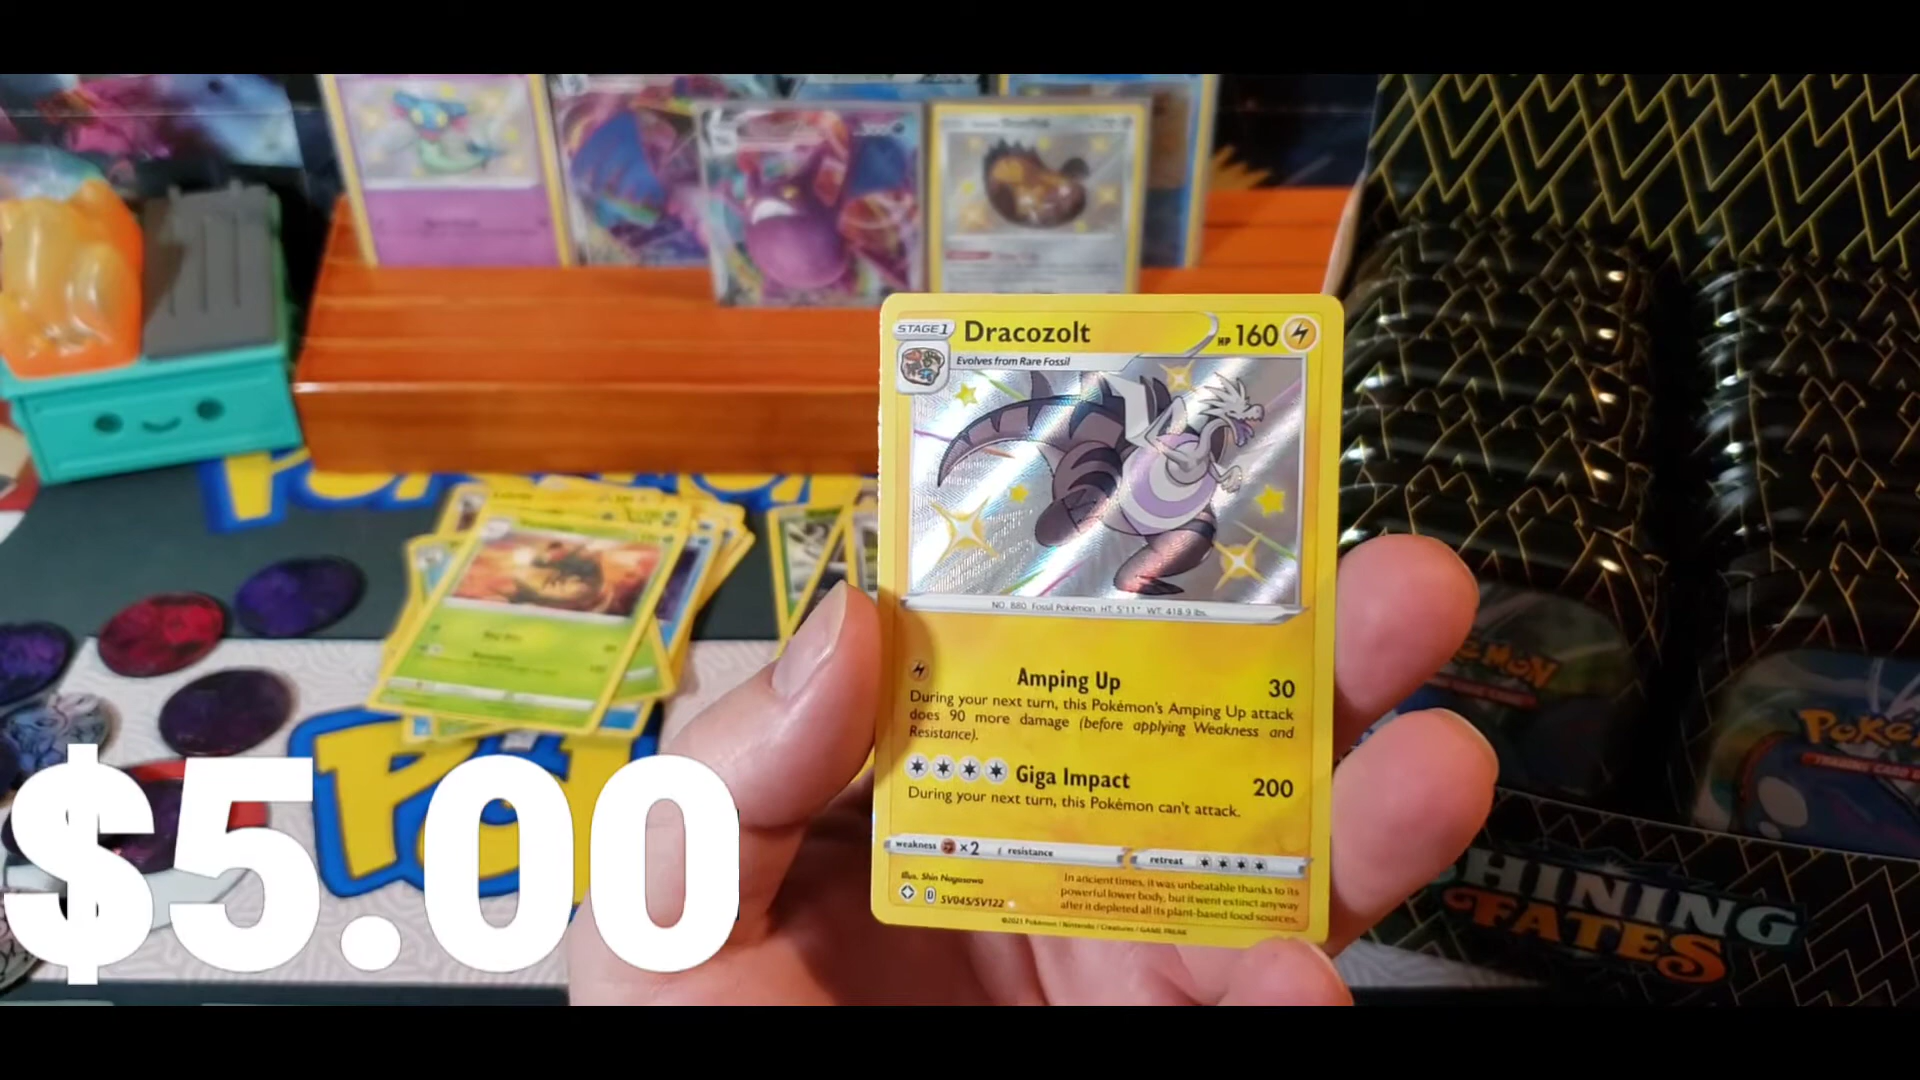 STAGE 1 Dracozolt HP 160
Evolves from Rare Fossil
NO. 880 Fossil Pokémon HT: 5'11" WT: 418.9 lbs.
Amping Up 30
During your next turn, this Pokémon's Amping Up attack
does 90 more damage (before applying Weakness and
Resistance).
Giga Impact 200
During your next turn, this Pokémon can't attack.
weakness ×2 resistance retreat
Illus. Shin Nagasawa
D SV045/SV122
In ancient times, it was unbeatable thanks to its
powerful lower body, but it went extinct anyway
after it depleted all its plant-based food sources.
©2021 Pokémon / Nintendo / Creatures / GAME FREAK
$5.00
SHINING
FATES